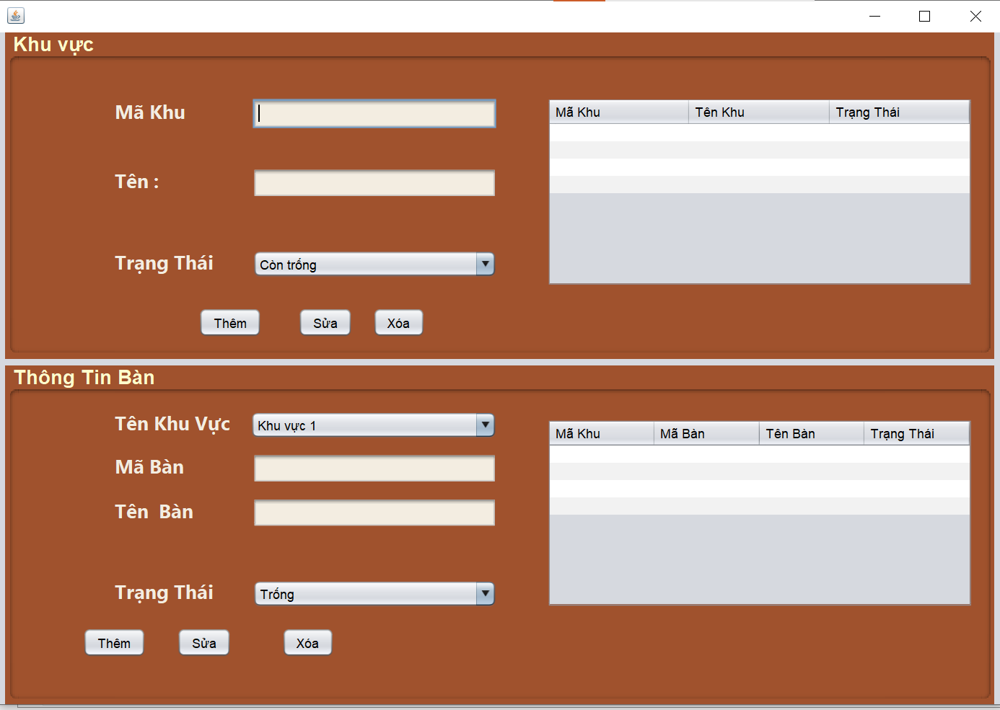 Khu vực
Mã Khu
Tên :
Trạng Thái
Còn trống
Thêm Sửa Xóa
Mã Khu Tên Khu Trạng Thái
Thông Tin Bàn
Tên Khu Vực
Khu vực 1
Mã Bàn
Tên  Bàn
Trạng Thái
Trống
Thêm Sửa Xóa
Mã Khu Mã Bàn Tên Bàn Trạng Thái